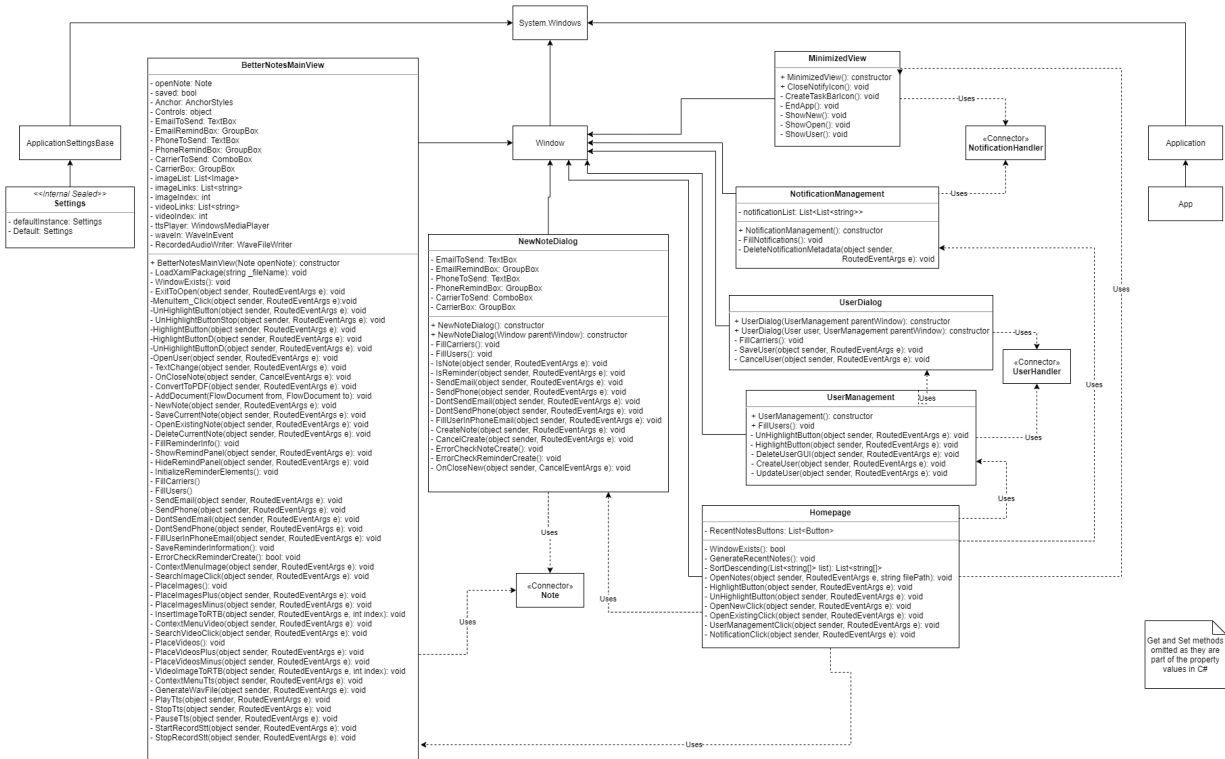 System.Windows
BetterNotesMainView
- openNote: Note
- saved: bool
- Anchor: AnchorStyles
- Controls: object
- EmailToSend: TextBox
- EmailRemindBox: GroupBox
- PhoneToSend: TextBox
- PhoneRemindBox: GroupBox
- CarrierToSend: ComboBox
- CarrierBox: GroupBox
- imageList: List<Image>
- imageLinks: List<string>
- imageIndex: int
- videoLinks: List<string>
- videoIndex: int
- ttsPlayer: WindowsMediaPlayer
- waveIn: WaveInEvent
- RecordedAudioWriter: WaveFileWriter
+ BetterNotesMainView(Note openNote): constructor
- LoadXamlPackage(string _fileName): void
- WindowExists(): void
- ExitToOpen(object sender, RoutedEventArgs e): void
-MenuItem_Click(object sender, RoutedEventArgs e):void
-UnHighlightButton(object sender, RoutedEventArgs e): void
- UnHighlightButtonStop(object sender, RoutedEventArgs e): void
-HighlightButton(object sender, RoutedEventArgs e): void
-HighlightButtonD(object sender, RoutedEventArgs e): void
-UnHighlightButtonD(object sender, RoutedEventArgs e): void
-OpenUser(object sender, RoutedEventArgs e): void
- TextChange(object sender, RoutedEventArgs e): void
- OnCloseNote(object sender, CancelEventArgs e): void
- ConvertToPDF(object sender, RoutedEventArgs e): void
- AddDocument(FlowDocument from, FlowDocument to): void
- NewNote(object sender, RoutedEventArgs e): void
- SaveCurrentNote(object sender, RoutedEventArgs e): void
- OpenExistingNote(object sender, RoutedEventArgs e): void
- DeleteCurrentNote(object sender, RoutedEventArgs e): void
- FillReminderInfo(): void
- ShowRemindPanel(object sender, RoutedEventArgs e): void
- HideRemindPanel(object sender, RoutedEventArgs e): void
- InitializeReminderElements(): void
- FillCarriers()
- FillUsers()
- SendEmail(object sender, RoutedEventArgs e): void
- SendPhone(object sender, RoutedEventArgs e): void
- DontSendEmail(object sender, RoutedEventArgs e): void
- DontSendPhone(object sender, RoutedEventArgs e): void
- FillUserInPhoneEmail(object sender, RoutedEventArgs e): void
- SaveReminderInformation(): void
- ErrorCheckReminderCreate(): bool: void
- ContextMenuImage(object sender, RoutedEventArgs e): void
- SearchImageClick(object sender, RoutedEventArgs e): void
- PlaceImages(): void
- PlaceImagesPlus(object sender, RoutedEventArgs e): void
- PlaceImagesMinus(object sender, RoutedEventArgs e): void
- InsertImageToRTB(object sender, RoutedEventArgs e, int index): void
- ContextMenuVideo(object sender, RoutedEventArgs e): void
- SearchVideoClick(object sender, RoutedEventArgs e): void
- PlaceVideos(): void
- PlaceVideosPlus(object sender, RoutedEventArgs e): void
- PlaceVideosMinus(object sender, RoutedEventArgs e): void
- VideoImageToRTB(object sender, RoutedEventArgs e, int index): void
- ContextMenuTts(object sender, RoutedEventArgs e): void
- GenerateWavFile(object sender, RoutedEventArgs e): void
- PlayTts(object sender, RoutedEventArgs e): void
- StopTts(object sender, RoutedEventArgs e): void
- PauseTts(object sender, RoutedEventArgs e): void
- StartRecordStt(object sender, RoutedEventArgs e): void
- StopRecordStt(object sender, RoutedEventArgs e): void
ApplicationSettingsBase
<<Internal Sealed>>
Settings
- defaultInstance: Settings
- Default: Settings
Window
NewNoteDialog
- EmailToSend: TextBox
- EmailRemindBox: GroupBox
- PhoneToSend: TextBox
- PhoneRemindBox: GroupBox
- CarrierToSend: ComboBox
- CarrierBox: GroupBox
+ NewNoteDialog(): constructor
+ NewNoteDialog(Window parentWindow): constructor
- FillCarriers(): void
- FillUsers(): void
- IsNote(object sender, RoutedEventArgs e): void
- IsReminder(object sender, RoutedEventArgs e): void
- SendEmail(object sender, RoutedEventArgs e): void
- SendPhone(object sender, RoutedEventArgs e): void
- DontSendEmail(object sender, RoutedEventArgs e): void
- DontSendPhone(object sender, RoutedEventArgs e): void
- FillUserInPhoneEmail(object sender, RoutedEventArgs e): void
- CreateNote(object sender, RoutedEventArgs e): void
- CancelCreate(object sender, RoutedEventArgs e): void
- ErrorCheckNoteCreate(): void
- ErrorCheckReminderCreate(): void
- OnCloseNew(object sender, CancelEventArgs e): void
Uses
«Connector»
Note
Uses
Uses
Uses
MinimizedView
+ MinimizedView(): constructor
+ CloseNotifyIcon(): void
- CreateTaskBarIcon(): void
- EndApp(): void
- ShowNew(): void
- ShowOpen(): void
- ShowUser(): void
Uses
«Connector»
NotificationHandler
Uses
NotificationManagement
- notificationList: List<List<string>>
+ NotificationManagement(): constructor
- FillNotifications(): void
- DeleteNotificationMetadata(object sender,
RoutedEventArgs e): void
Uses
UserDialog
+ UserDialog(UserManagement parentWindow): constructor
+ UserDialog(User user, UserManagement parentWindow): constructor
- FillCarriers(): void
- SaveUser(object sender, RoutedEventArgs e): void
- CancelUser(object sender, RoutedEventArgs e): void
Uses
«Connector»
UserHandler
Uses
Uses
Uses
UserManagement
+ UserManagement(): constructor
+ FillUsers(): void
- UnHighlightButton(object sender, RoutedEventArgs e): void
- HighlightButton(object sender, RoutedEventArgs e): void
- DeleteUserGUI(object sender, RoutedEventArgs e): void
- CreateUser(object sender, RoutedEventArgs e): void
- UpdateUser(object sender, RoutedEventArgs e): void
Uses
Homepage
- RecentNotesButtons: List<Button>
- WindowExists(): bool
- GenerateRecentNotes(): void
- SortDescending(List<string[]> list): List<string[]>
- OpenNotes(object sender, RoutedEventArgs e, string filePath): void
- HighlightButton(object sender, RoutedEventArgs e): void
- UnHighlightButton(object sender, RoutedEventArgs e): void
- OpenNewClick(object sender, RoutedEventArgs e): void
- OpenExistingClick(object sender, RoutedEventArgs e): void
- UserManagementClick(object sender, RoutedEventArgs e): void
- NotificationClick(object sender, RoutedEventArgs e): void
Application
App
Get and Set methods
omitted as they are
part of the property
values in C#